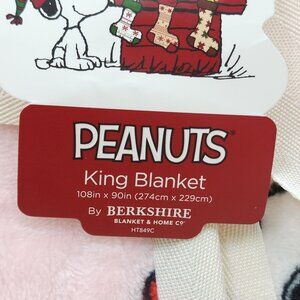 PEANUTS®
King Blanket
108in x 90in (274cm x 229cm)
By BERKSHIRE
BLANKET & HOME CO®
HT849C